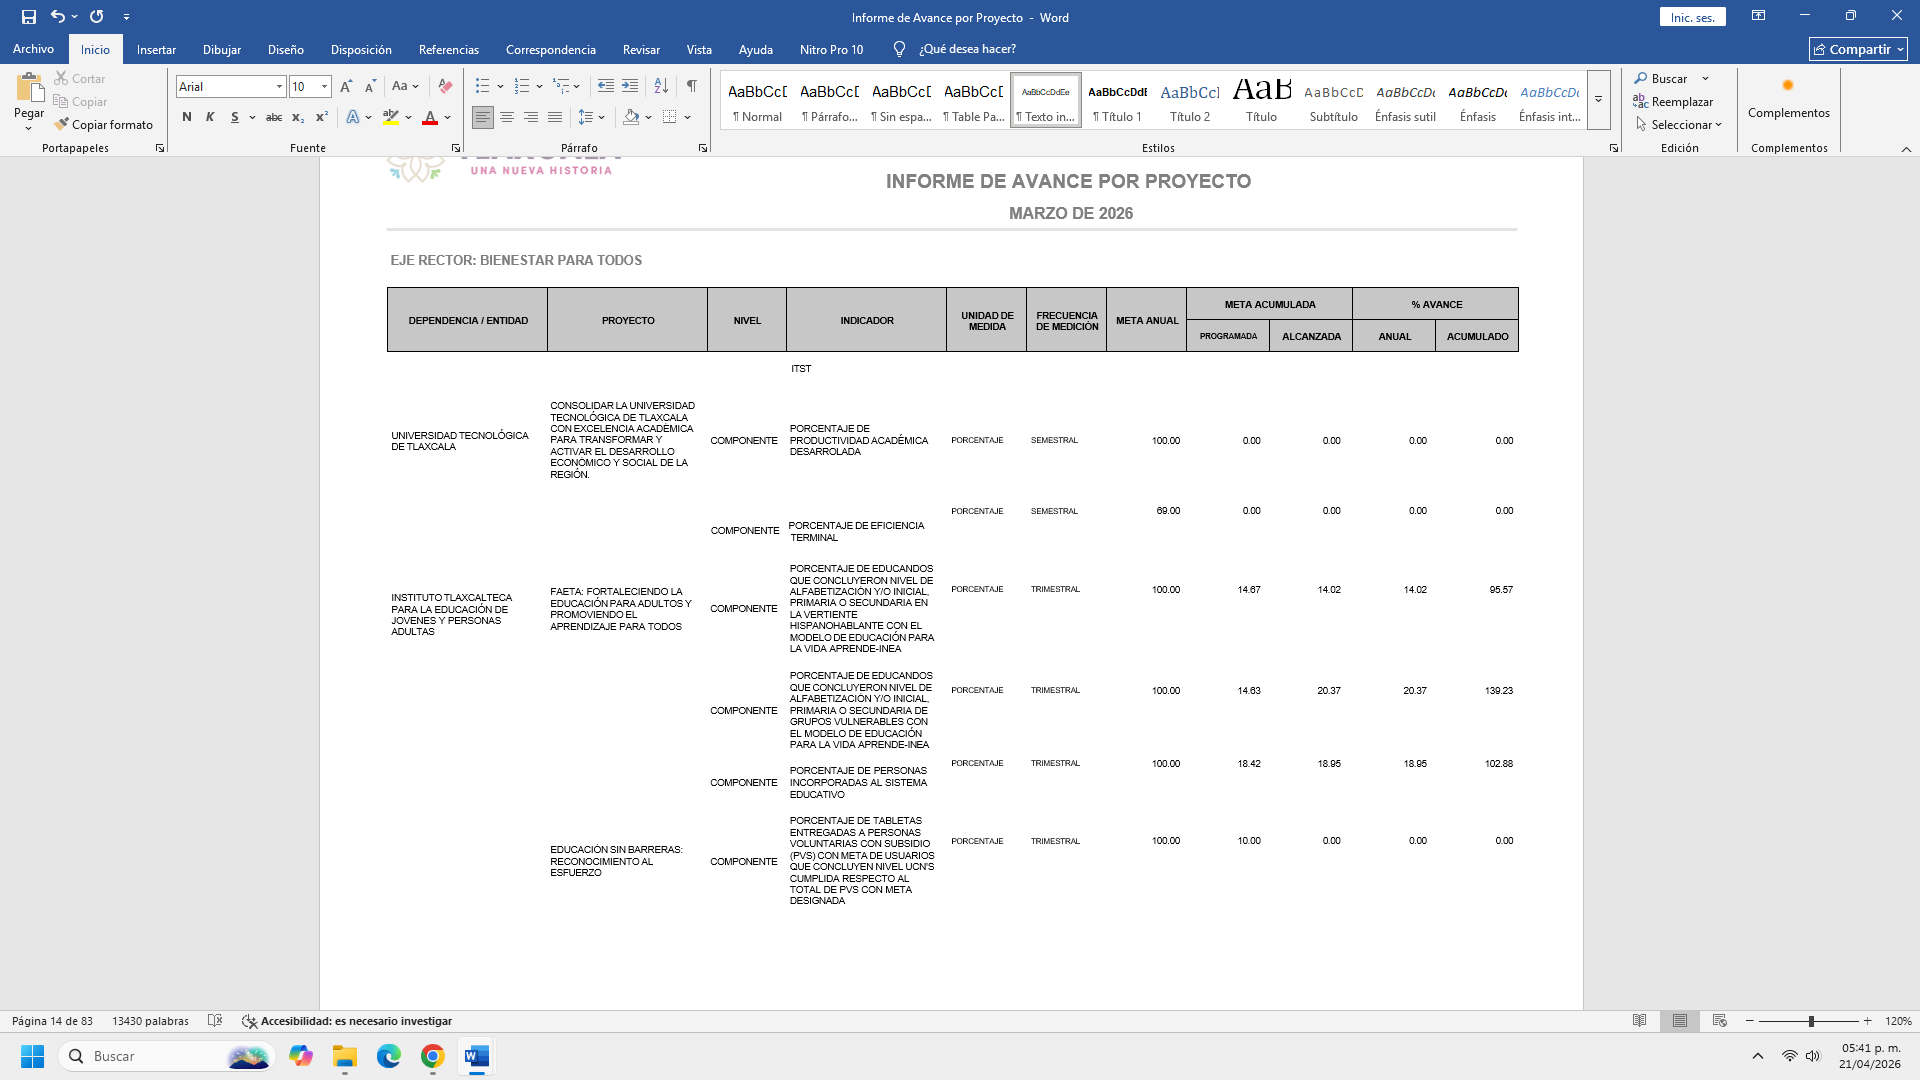 Informe de Avance por Proyecto - Word
Inic. ses.
Archivo Inicio Insertar Dibujar Diseño Disposición Referencias Correspondencia Revisar Vista Ayuda Nitro Pro 10 ¿Qué desea hacer? Compartir
Pegar
Cortar
Copiar
Copiar formato
Portapapeles
Arial 10
N K S abc x₂ x²
Fuente
Párrafo
AaBbCcD AaBbCcD AaBbCcD AaBbCcD AaBbCcDdEe AaBbCcDdE AaBbCcI AaB AaBbCcD AaBbCcDc AaBbCcDc AaBbCcDc
¶ Normal ¶ Párrafo... ¶ Sin espa... ¶ Table Pa... ¶ Texto in... ¶ Título 1 Título 2 Título Subtítulo Énfasis sutil Énfasis Énfasis int...
Estilos
Buscar
Reemplazar
Seleccionar
Edición
Complementos
Complementos
UNA NUEVA HISTORIA
INFORME DE AVANCE POR PROYECTO
MARZO DE 2026
EJE RECTOR: BIENESTAR PARA TODOS
DEPENDENCIA / ENTIDAD PROYECTO NIVEL INDICADOR UNIDAD DE MEDIDA FRECUENCIA DE MEDICIÓN META ANUAL META ACUMULADA % AVANCE
PROGRAMADA ALCANZADA ANUAL ACUMULADO
ITST
UNIVERSIDAD TECNOLÓGICA
DE TLAXCALA
CONSOLIDAR LA UNIVERSIDAD
TECNOLÓGICA DE TLAXCALA
CON EXCELENCIA ACADÉMICA
PARA TRANSFORMAR Y
ACTIVAR EL DESARROLLO
ECONÓMICO Y SOCIAL DE LA
REGIÓN.
COMPONENTE
PORCENTAJE DE
PRODUCTIVIDAD ACADÉMICA
DESARROLADA
PORCENTAJE SEMESTRAL 100.00 0.00 0.00 0.00 0.00
COMPONENTE
PORCENTAJE DE EFICIENCIA
TERMINAL
PORCENTAJE SEMESTRAL 69.00 0.00 0.00 0.00 0.00
INSTITUTO TLAXCALTECA
PARA LA EDUCACIÓN DE
JOVENES Y PERSONAS
ADULTAS
FAETA: FORTALECIENDO LA
EDUCACIÓN PARA ADULTOS Y
PROMOVIENDO EL
APRENDIZAJE PARA TODOS
COMPONENTE
PORCENTAJE DE EDUCANDOS
QUE CONCLUYERON NIVEL DE
ALFABETIZACIÓN Y/O INICIAL,
PRIMARIA O SECUNDARIA EN
LA VERTIENTE
HISPANOHABLANTE CON EL
MODELO DE EDUCACIÓN PARA
LA VIDA APRENDE-INEA
PORCENTAJE TRIMESTRAL 100.00 14.67 14.02 14.02 95.57
COMPONENTE
PORCENTAJE DE EDUCANDOS
QUE CONCLUYERON NIVEL DE
ALFABETIZACIÓN Y/O INICIAL,
PRIMARIA O SECUNDARIA DE
GRUPOS VULNERABLES CON
EL MODELO DE EDUCACIÓN
PARA LA VIDA APRENDE-INEA
PORCENTAJE TRIMESTRAL 100.00 14.63 20.37 20.37 139.23
COMPONENTE
PORCENTAJE DE PERSONAS
INCORPORADAS AL SISTEMA
EDUCATIVO
PORCENTAJE TRIMESTRAL 100.00 18.42 18.95 18.95 102.88
EDUCACIÓN SIN BARRERAS:
RECONOCIMIENTO AL
ESFUERZO
COMPONENTE
PORCENTAJE DE TABLETAS
ENTREGADAS A PERSONAS
VOLUNTARIAS CON SUBSIDIO
(PVS) CON META DE USUARIOS
QUE CONCLUYEN NIVEL UCN'S
CUMPLIDA RESPECTO AL
TOTAL DE PVS CON META
DESIGNADA
PORCENTAJE TRIMESTRAL 100.00 10.00 0.00 0.00 0.00
Página 14 de 83 13430 palabras Accesibilidad: es necesario investigar 120%
Buscar
05:41 p. m.
21/04/2026